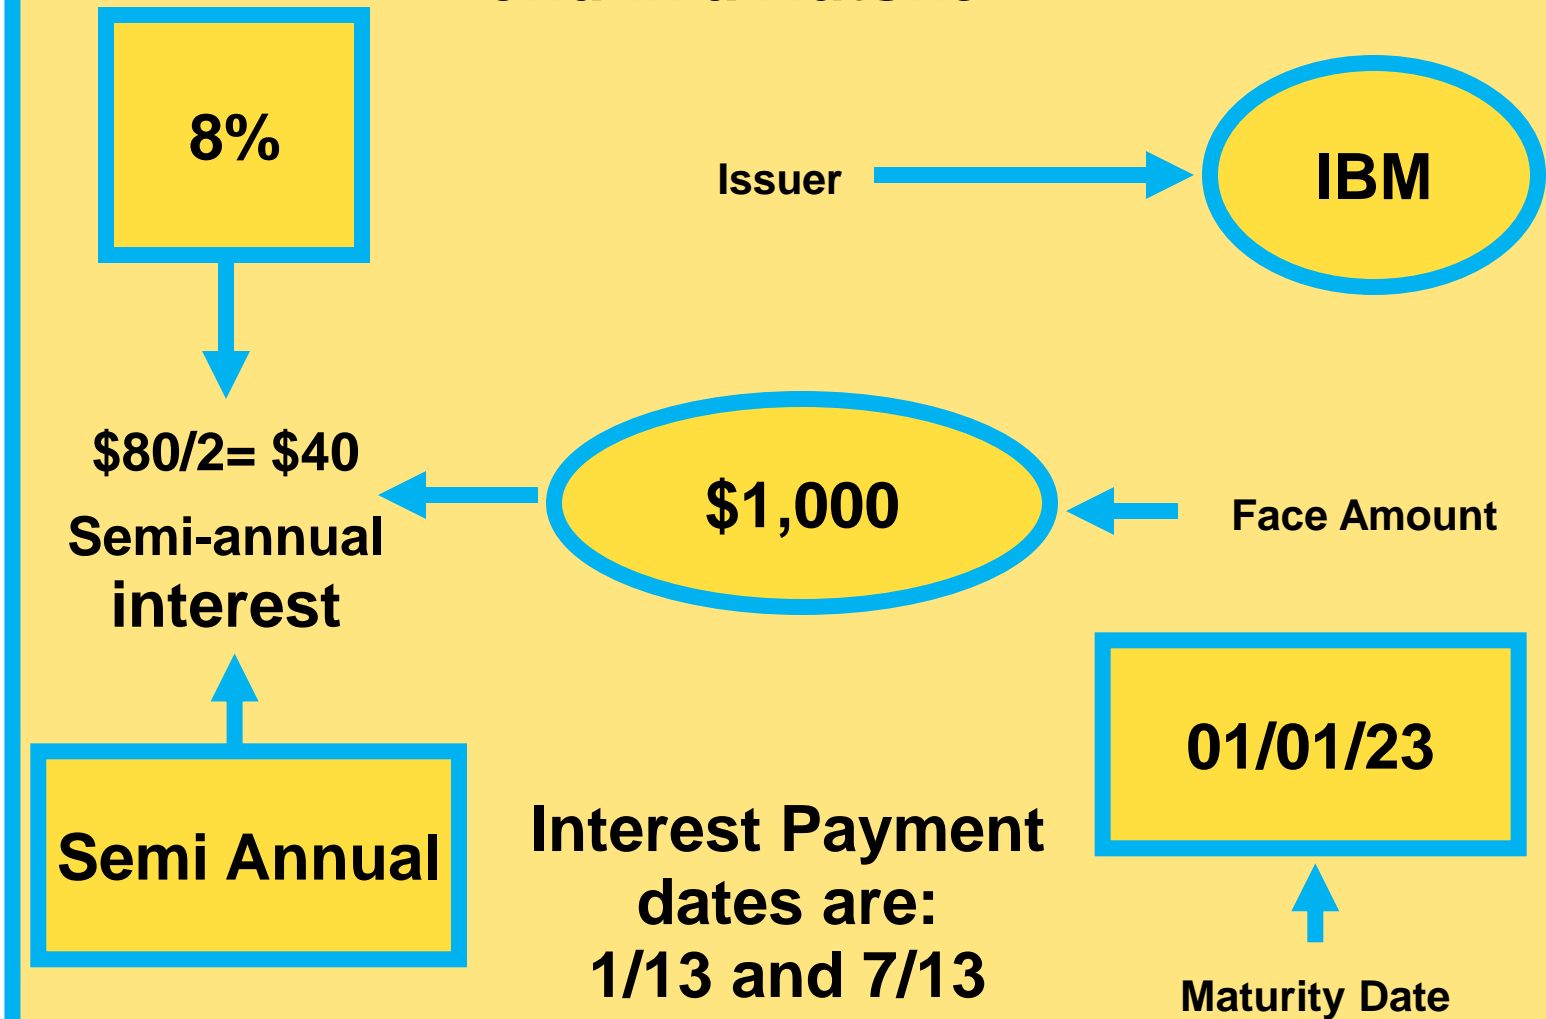 8%
Issuer
IBM
$80/2= $40
Semi-annual
interest
$1,000
Face Amount
01/01/23
Semi Annual
Interest Payment
dates are:
1/13 and 7/13
Maturity Date